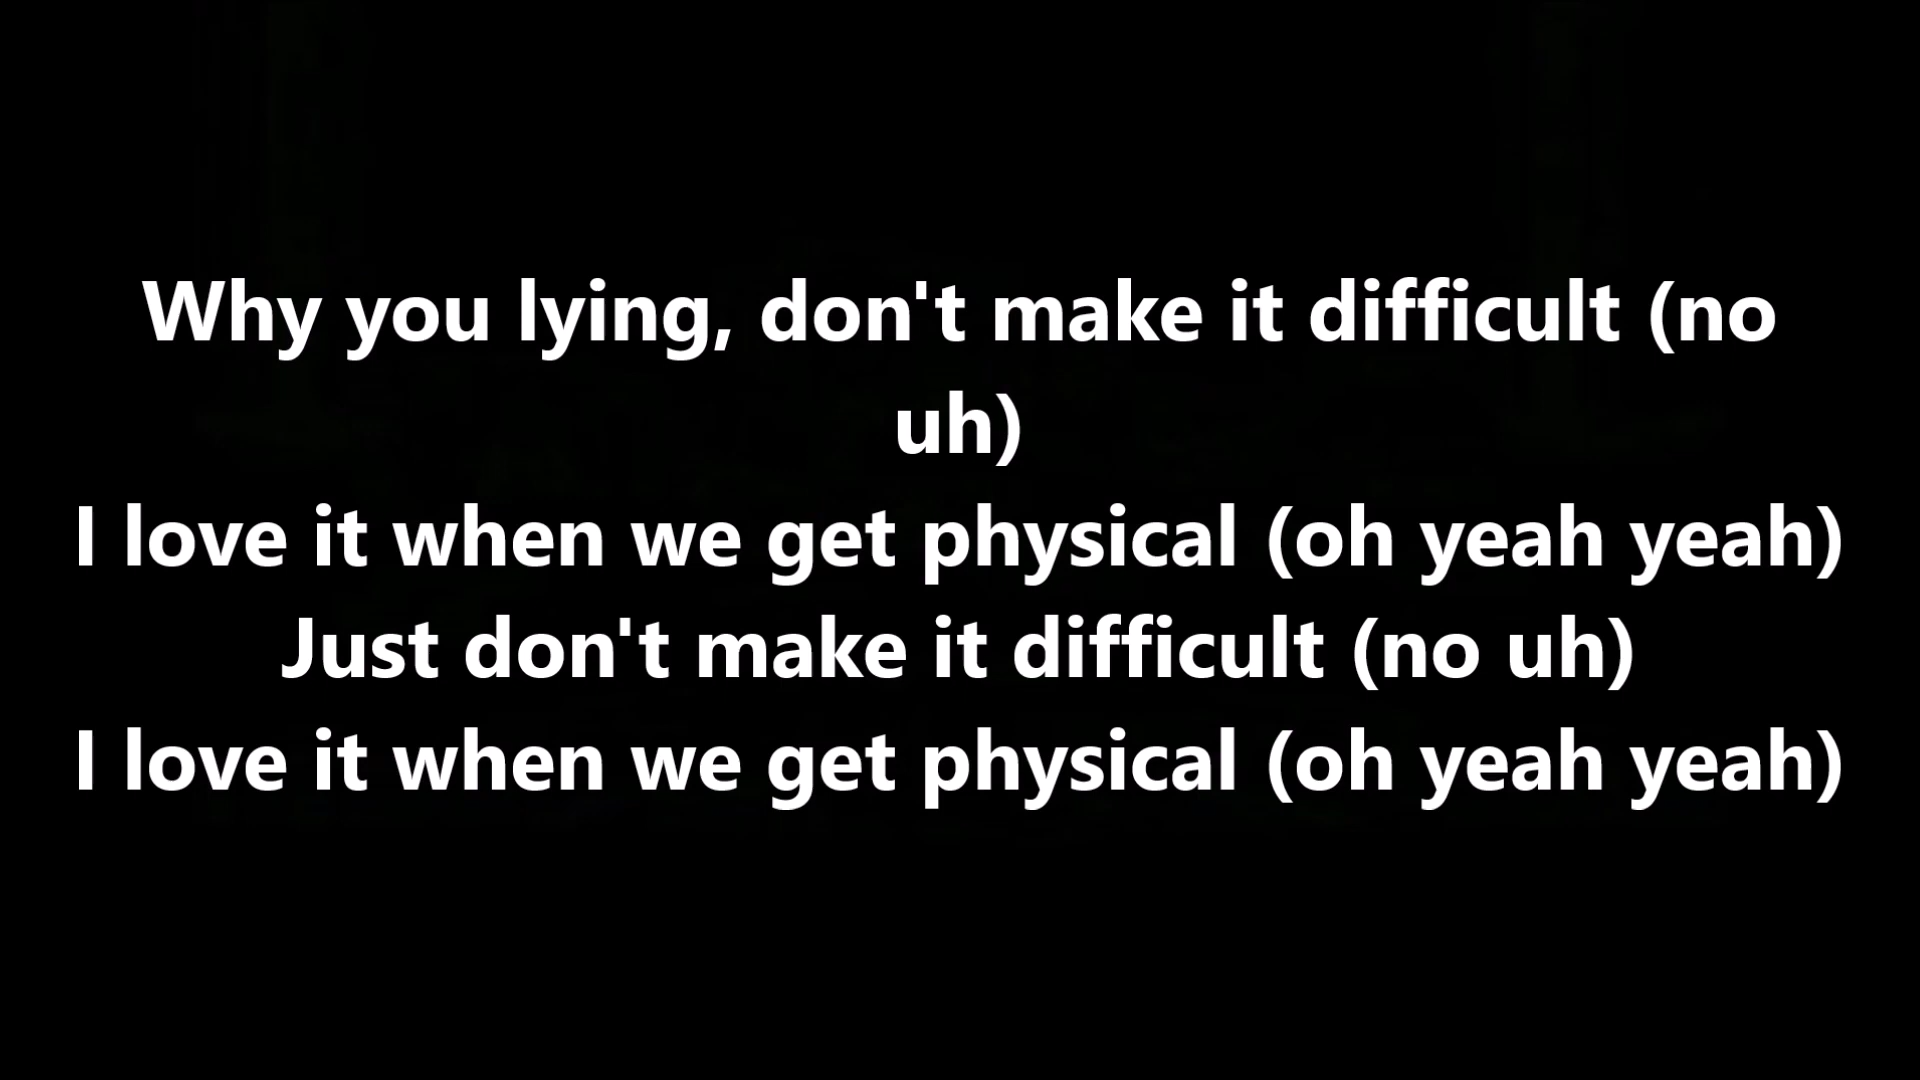 Why you lying, don't make it difficult (no
uh)
I love it when we get physical (oh yeah yeah)
Just don't make it difficult (no uh)
I love it when we get physical (oh yeah yeah)